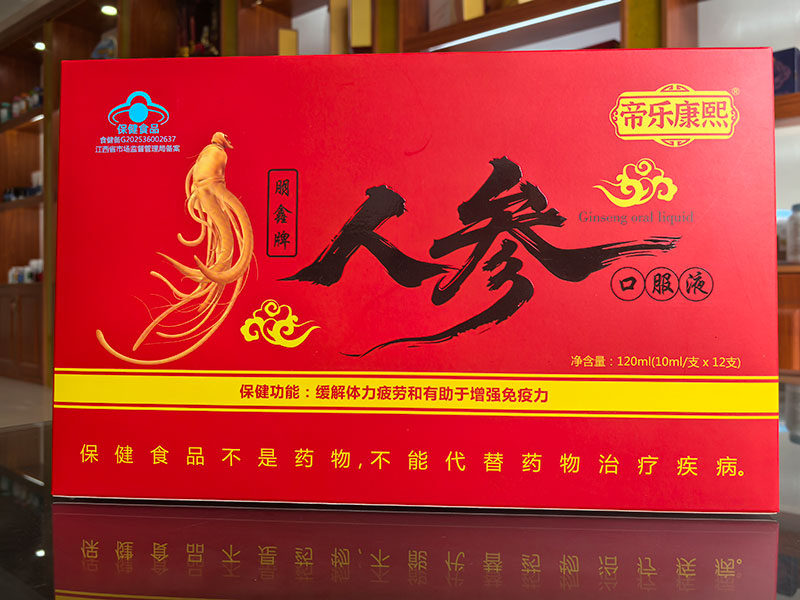 保健食品
食健备G202536002637
江西省市场监督管理局备案
帝乐康熙®
朋鑫牌
人参
Ginseng oral liquid
口服液
净含量：120ml(10ml/支 x 12支)
保健功能：缓解体力疲劳和有助于增强免疫力
保健食品不是药物,不能代替药物治疗疾病。